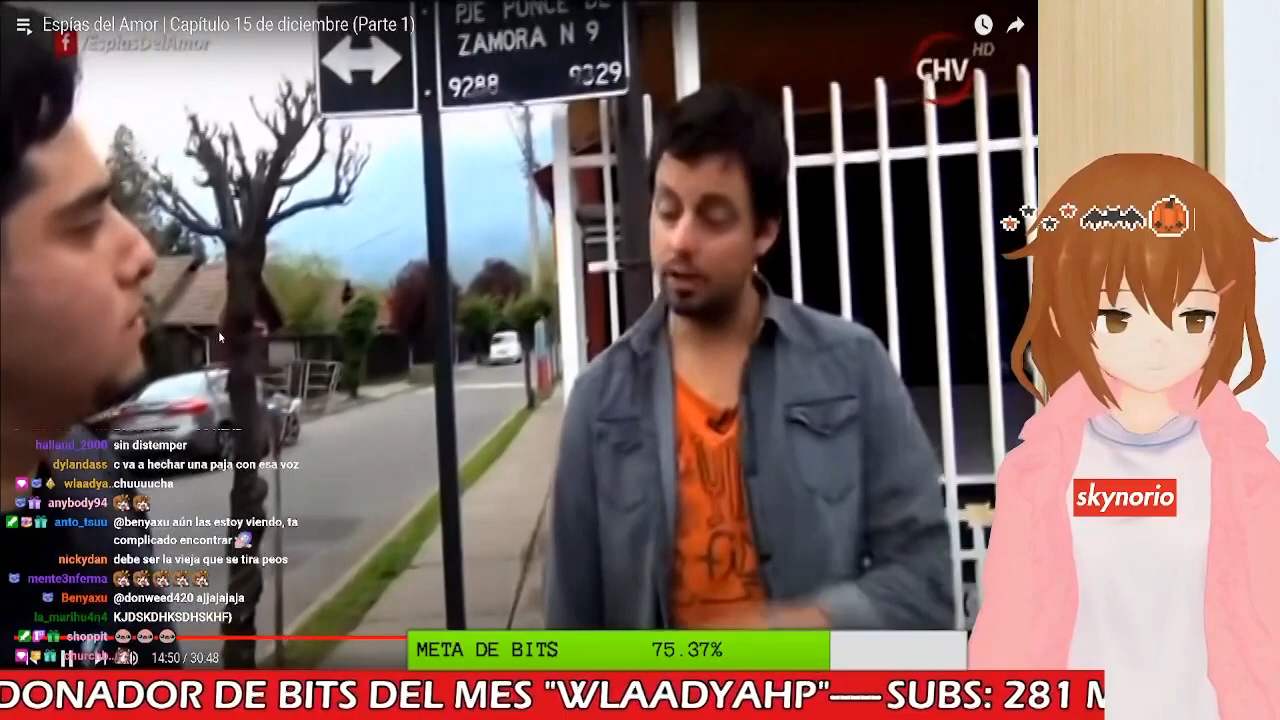 Espías del Amor | Capítulo 15 de diciembre (Parte 1)
f /EspiasDelAmor
PJE PONCE DE
ZAMORA N 9
9288 9329
CHV HD
halland_2000 sin distemper
dylandass c va a hechar una paja con esa voz
wlaadya. chuuuucha
anybody94
anto_tsuu @benyaxu aún las estoy viendo, ta
complicado encontrar
nickydan debe ser la vieja que se tira peos
mente3nferma
Benyaxu @donweed420 ajjajajaja
la_marihu4n4 KJDSKDHKSDHSKHF)
shoppit
14:50 / 30:48
META DE BITS 75.37%
skynorio
DONADOR DE BITS DEL MES "WLAADYAHP"----SUBS: 281 M